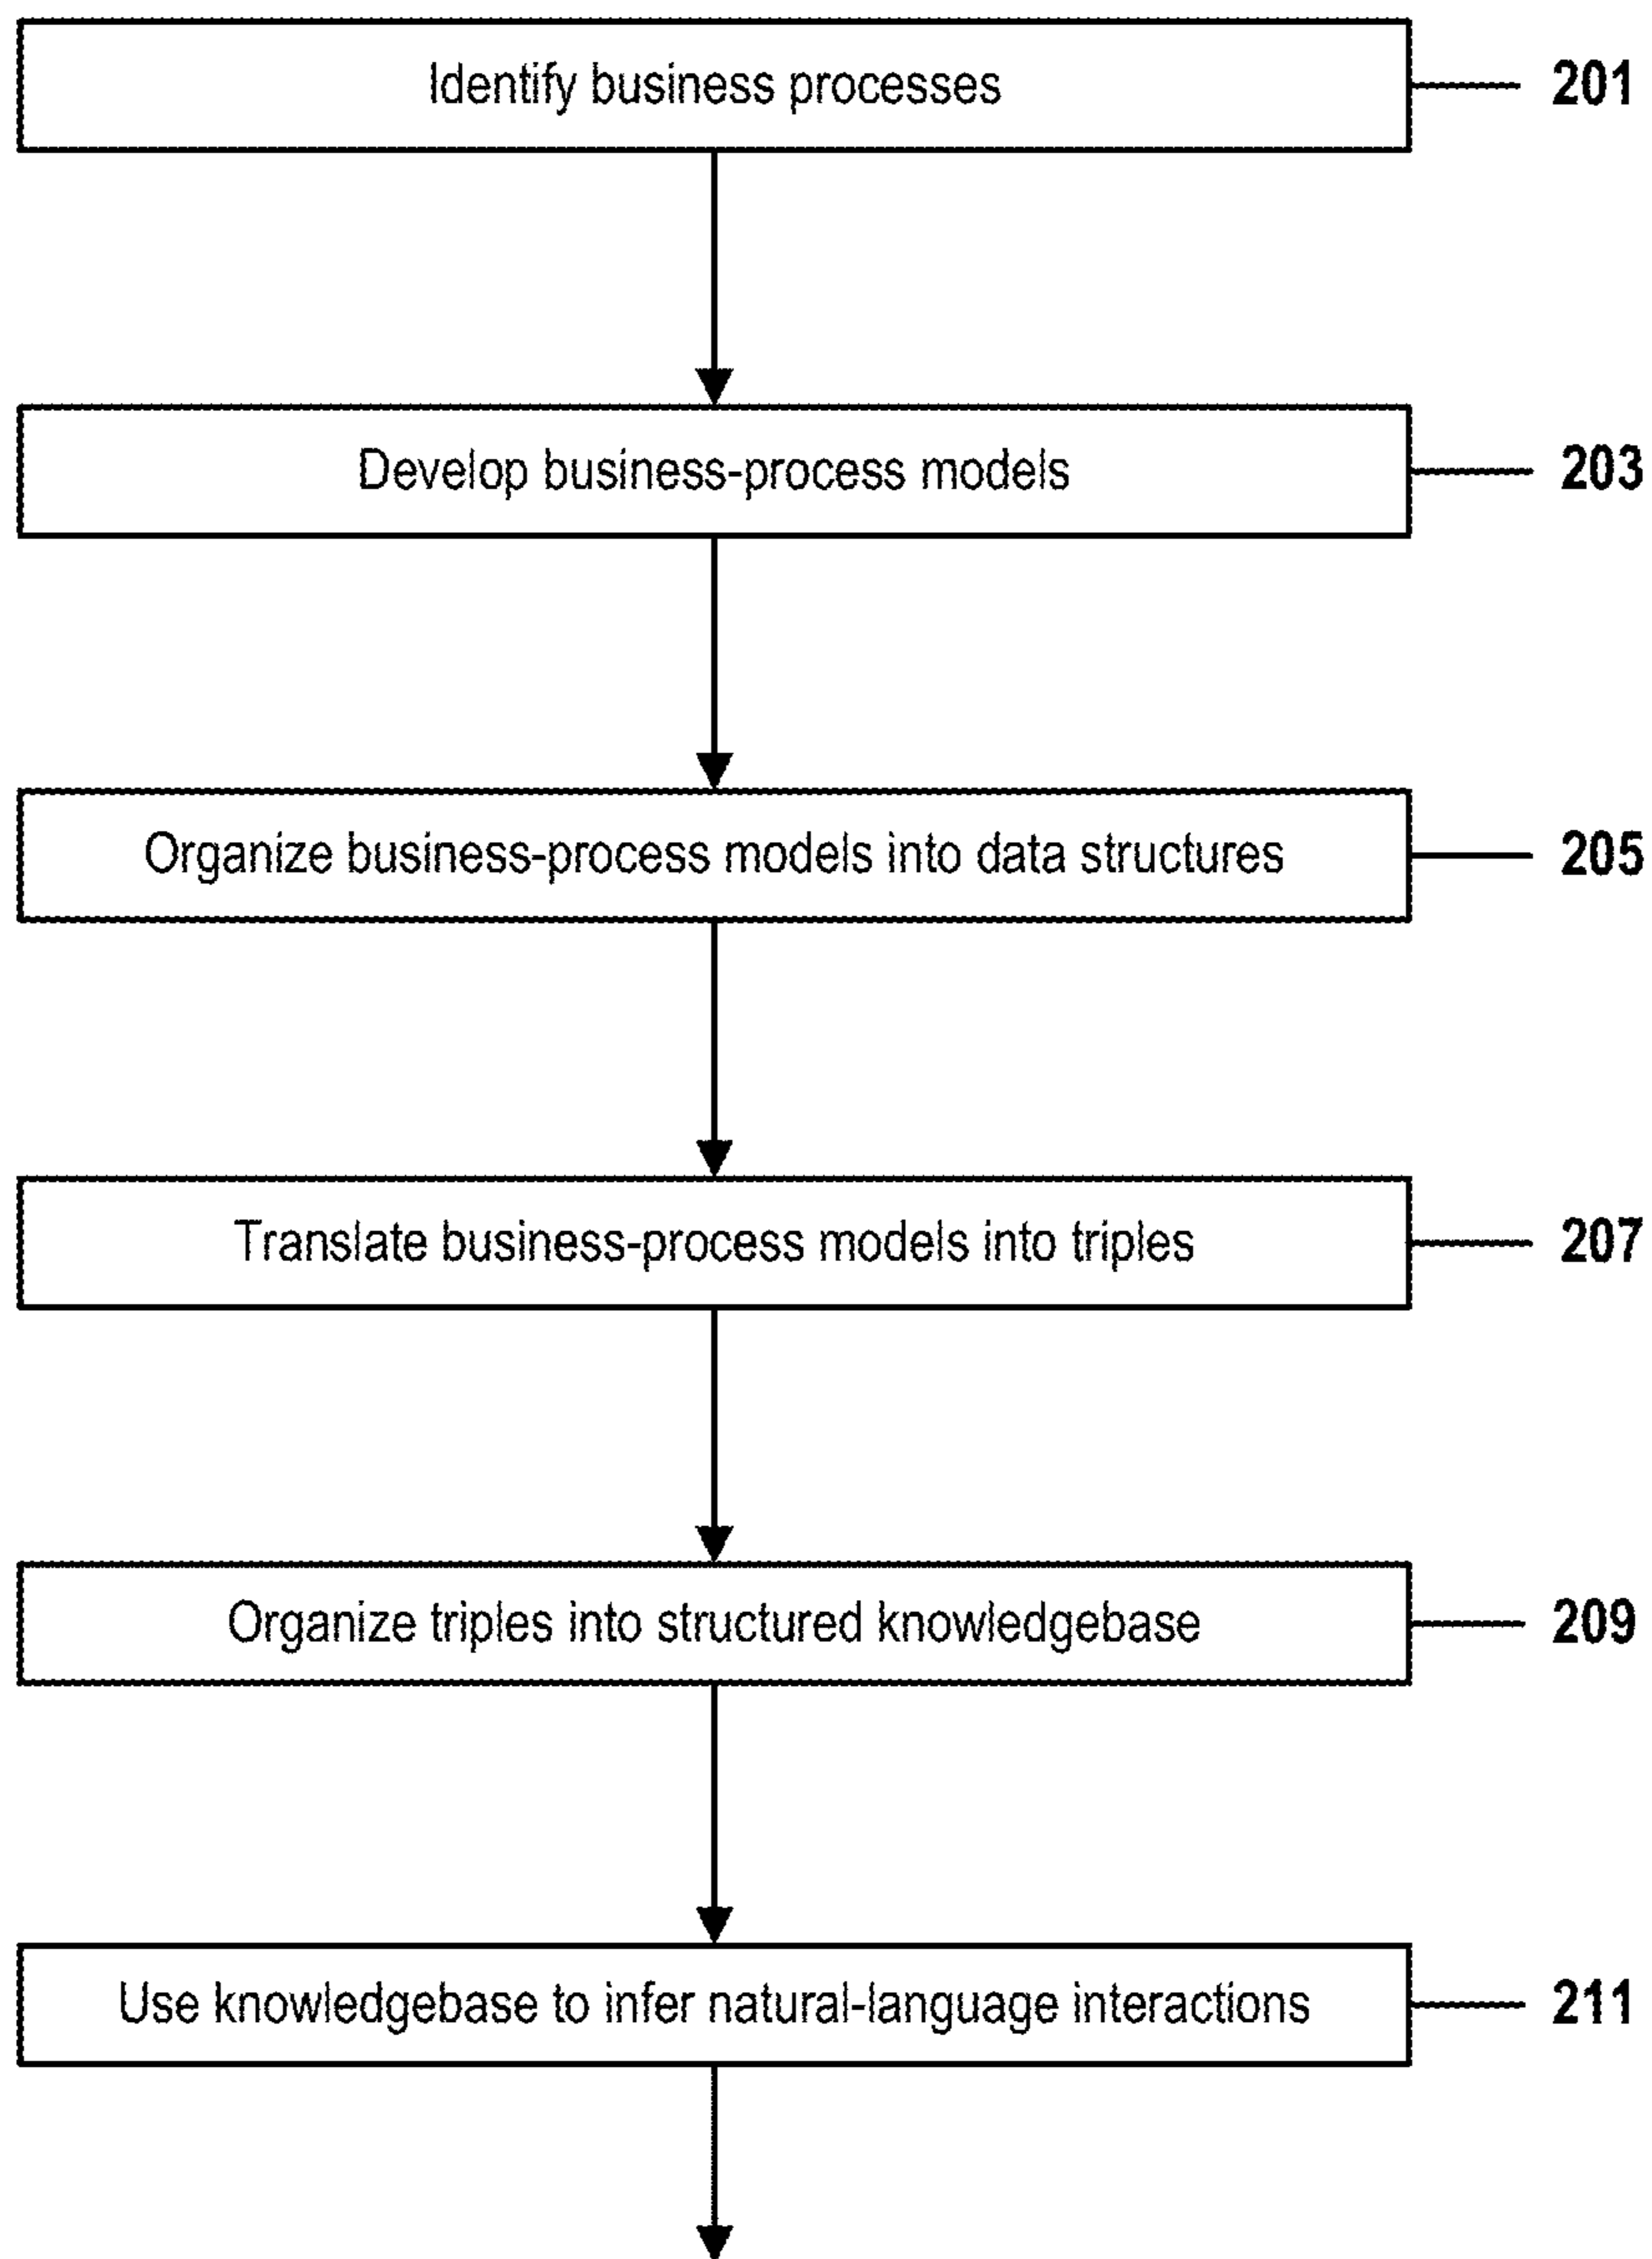 Identify business processes 201
Develop business-process models 203
Organize business-process models into data structures 205
Translate business-process models into triples 207
Organize triples into structured knowledgebase 209
Use knowledgebase to infer natural-language interactions 211